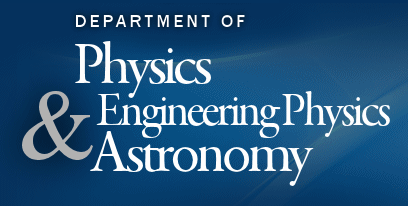 DEPARTMENT OF
Physics
Engineering Physics
& Astronomy